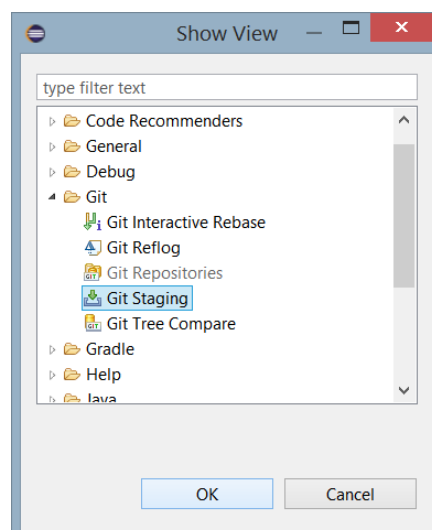 Show View
type filter text
Code Recommenders
General
Debug
Git
Git Interactive Rebase
Git Reflog
Git Repositories
Git Staging
Git Tree Compare
Gradle
Help
Java
OK
Cancel